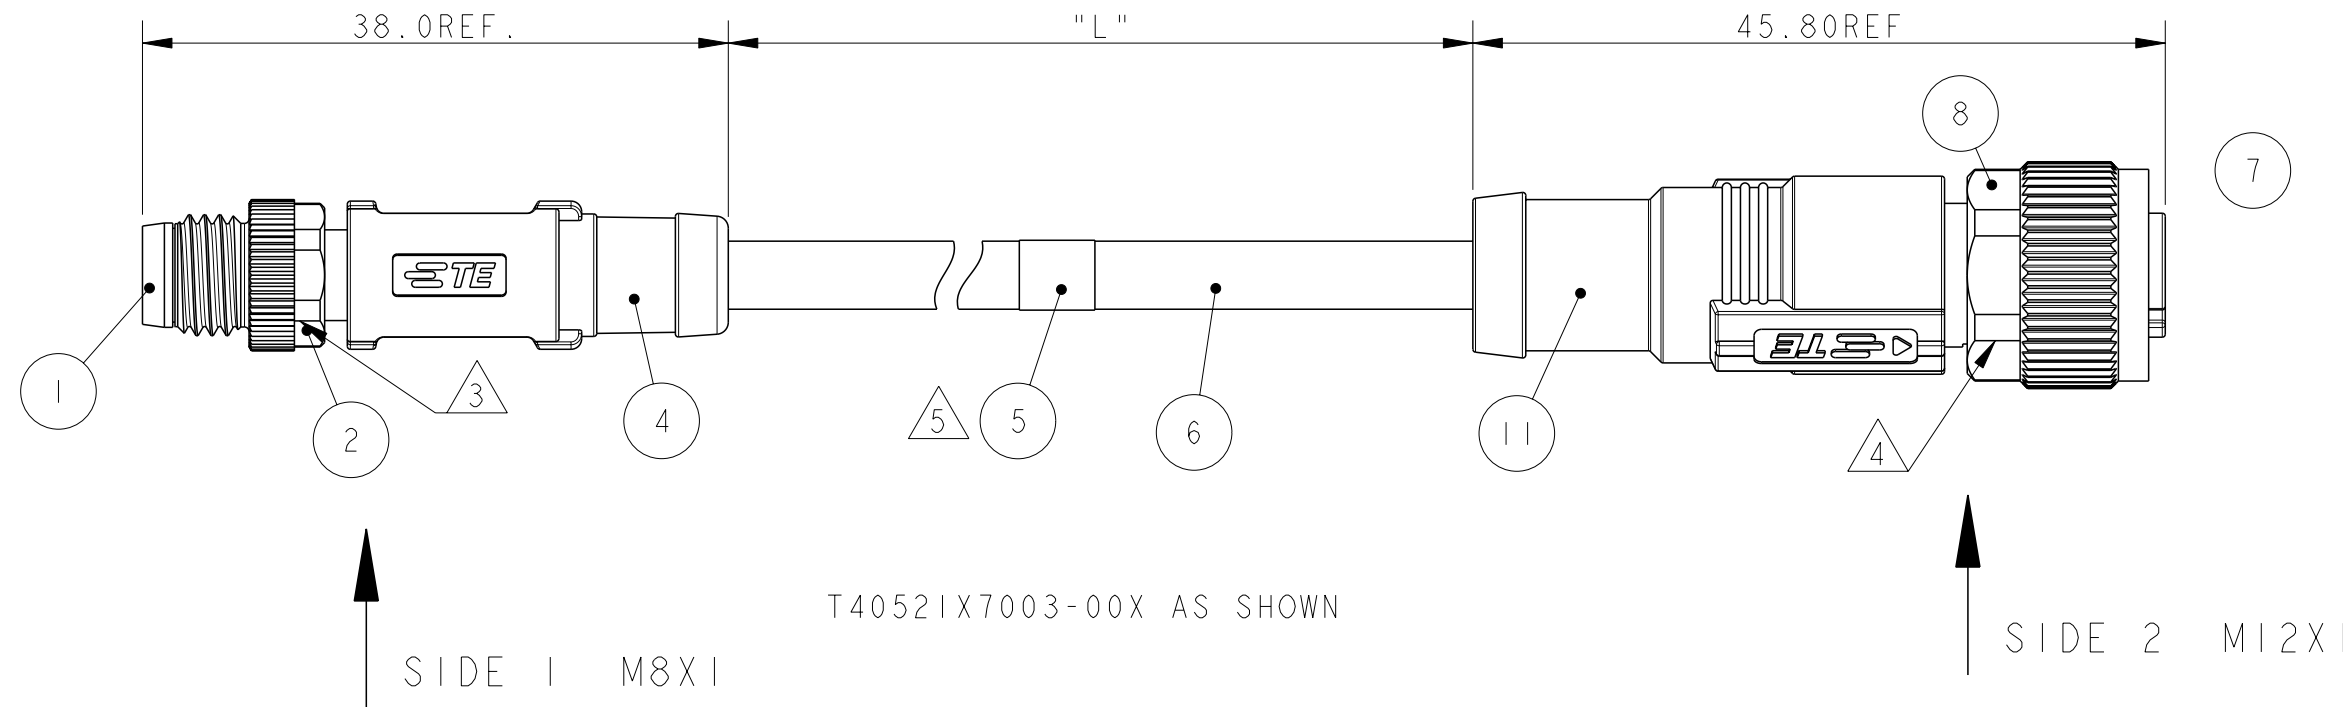 38.0REF.
"L"
45.80REF
8
7
TE
TE
1
2
3
4
5
5
6
11
4
T40521X7003-00X AS SHOWN
SIDE 1 M8X1
SIDE 2 M12X1